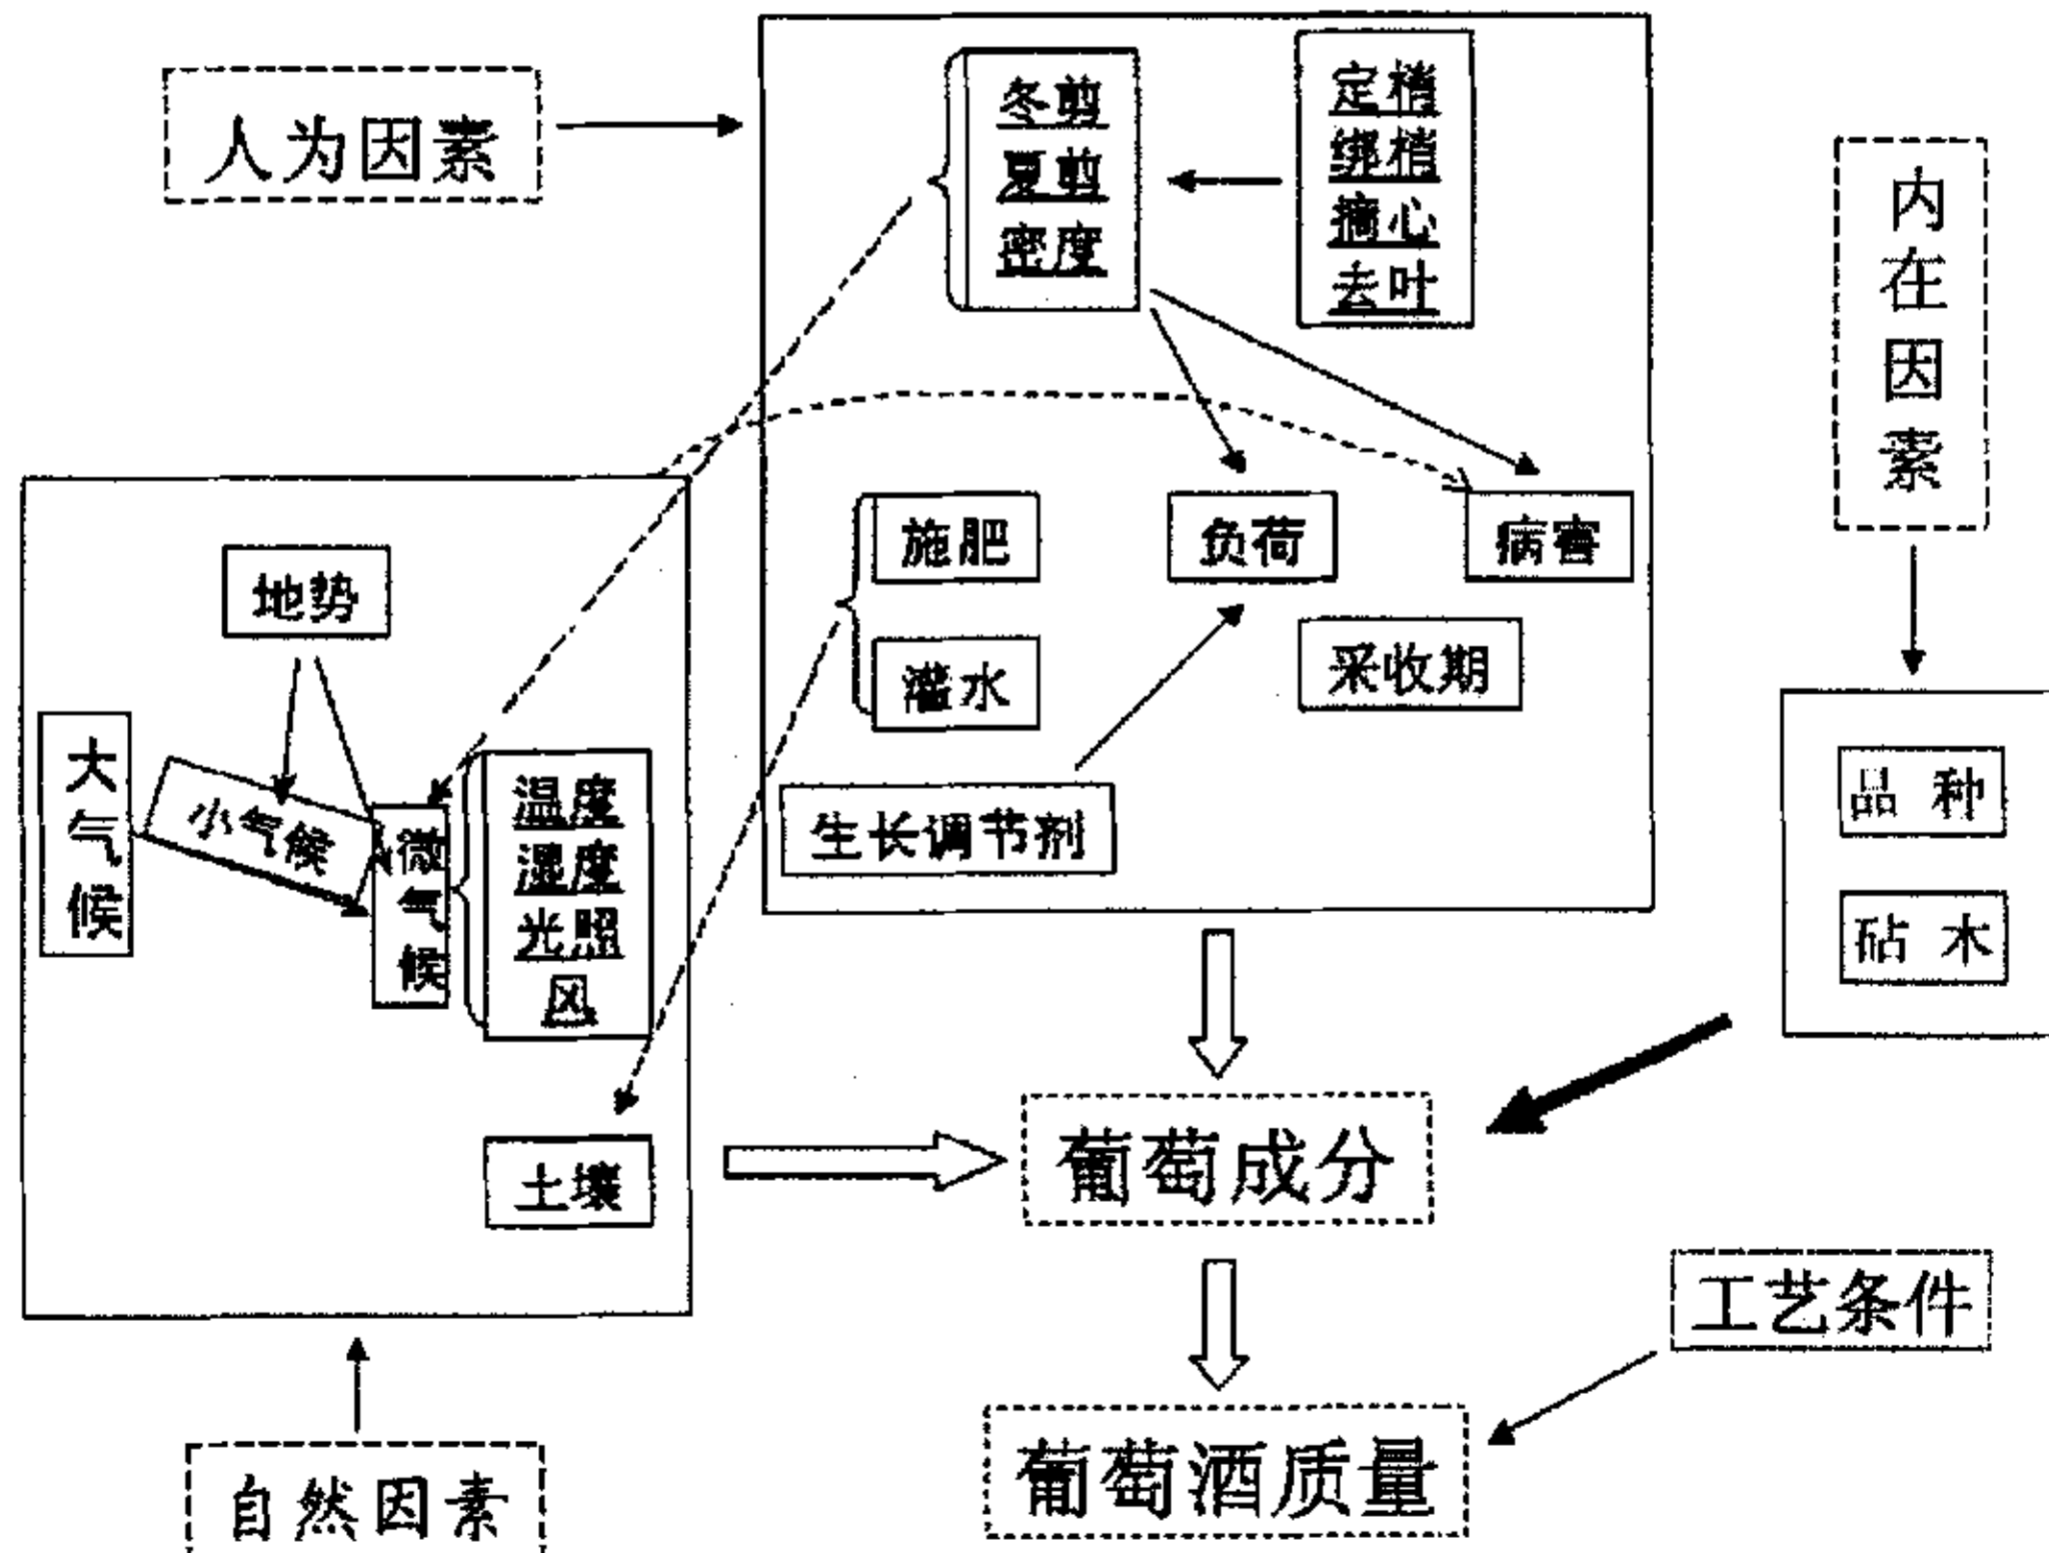 人为因素
冬剪
夏剪
密度
定梢
绑梢
摘心
去叶
内在因素
施肥
负荷
病害
灌水
采收期
生长调节剂
地势
大气候
小气候
微气候
温度
湿度
光照
风
土壤
品种
砧木
葡萄成分
工艺条件
葡萄酒质量
自然因素